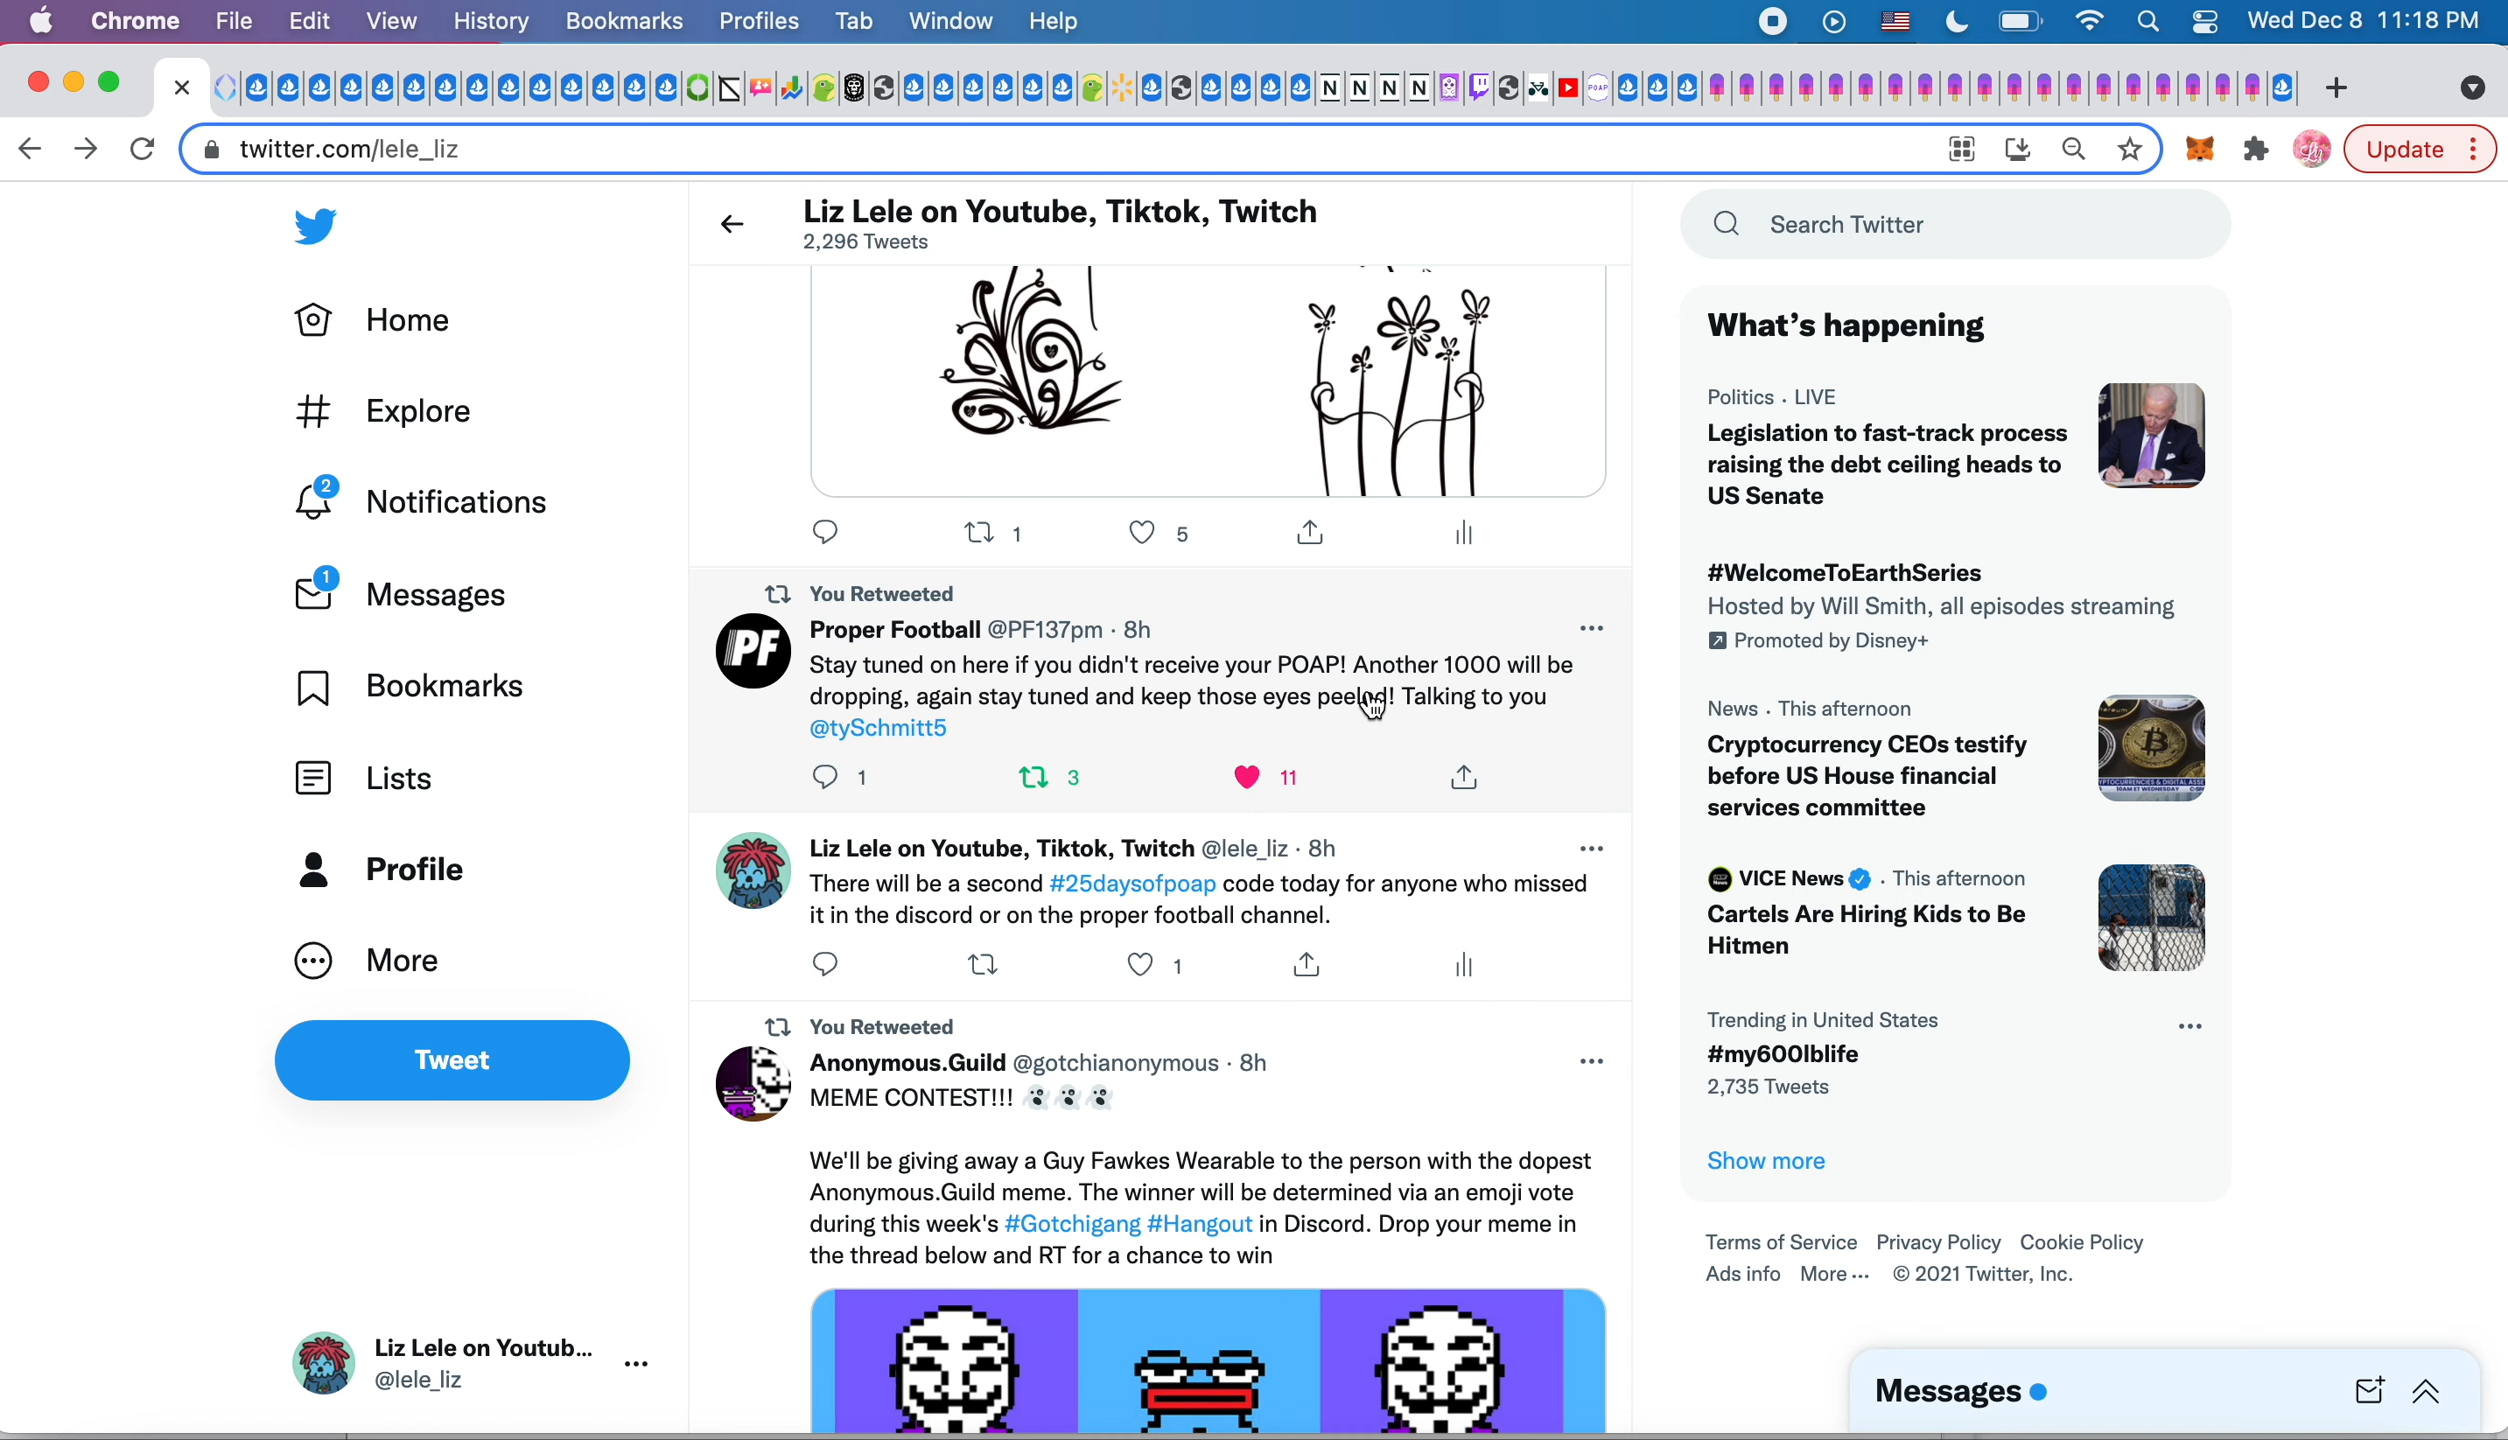 Chrome File Edit View History Bookmarks Profiles Tab Window Help Wed Dec 8 11:18 PM
twitter.com/lele_liz
Update
Liz Lele on Youtube, Tiktok, Twitch
2,296 Tweets
Home
Explore
2
Notifications
1
Messages
Bookmarks
Lists
Profile
More
Tweet
Liz Lele on Youtub...
@lele_liz
1 5
You Retweeted
PF
Proper Football @PF137pm · 8h
Stay tuned on here if you didn't receive your POAP! Another 1000 will be
dropping, again stay tuned and keep those eyes peeled! Talking to you
@tySchmitt5
1 3 11
Liz Lele on Youtube, Tiktok, Twitch @lele_liz · 8h
There will be a second #25daysofpoap code today for anyone who missed
it in the discord or on the proper football channel.
1
You Retweeted
Anonymous.Guild @gotchianonymous · 8h
MEME CONTEST!!! 👻👻👻
We'll be giving away a Guy Fawkes Wearable to the person with the dopest
Anonymous.Guild meme. The winner will be determined via an emoji vote
during this week's #Gotchigang #Hangout in Discord. Drop your meme in
the thread below and RT for a chance to win
Search Twitter
What's happening
Politics · LIVE
Legislation to fast-track process
raising the debt ceiling heads to
US Senate
#WelcomeToEarthSeries
Hosted by Will Smith, all episodes streaming
Promoted by Disney+
News · This afternoon
Cryptocurrency CEOs testify
before US House financial
services committee
VICE News · This afternoon
Cartels Are Hiring Kids to Be
Hitmen
Trending in United States
#my600lblife
2,735 Tweets
Show more
Terms of Service Privacy Policy Cookie Policy
Ads info More ··· © 2021 Twitter, Inc.
Messages